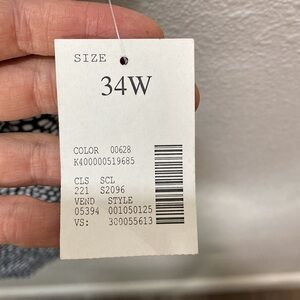 SIZE
34W
COLOR 00628
K400000519685
CLS SCL
221 S2096
VEND STYLE
05394 001050125
VS: 300055613